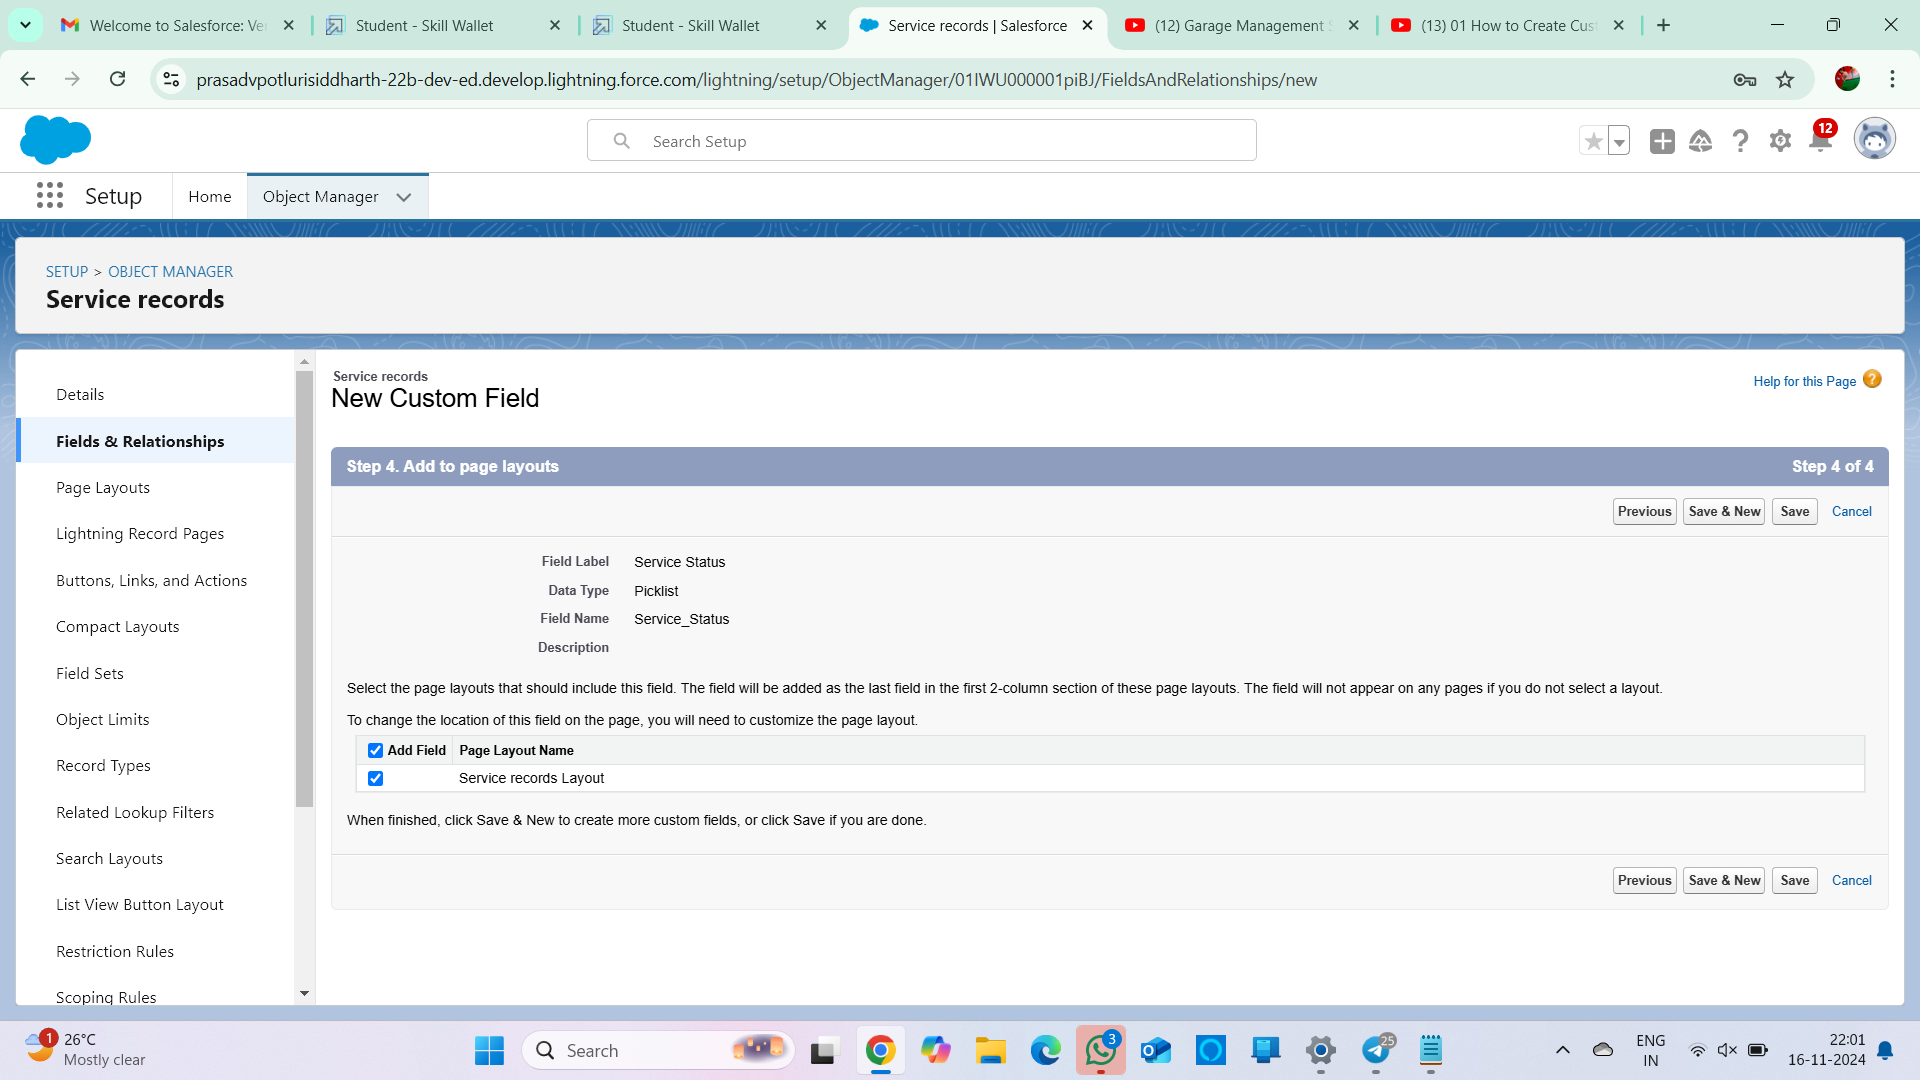 Welcome to Salesforce: Ver
Student - Skill Wallet
Student - Skill Wallet
Service records | Salesforce
(12) Garage Management S
(13) 01 How to Create Cus
prasadvpotlurisiddharth-22b-dev-ed.develop.lightning.force.com/lightning/setup/ObjectManager/01IWU000001piBJ/FieldsAndRelationships/new
Search Setup
12
Setup
Home
Object Manager
SETUP > OBJECT MANAGER
Service records
Details
Fields & Relationships
Page Layouts
Lightning Record Pages
Buttons, Links, and Actions
Compact Layouts
Field Sets
Object Limits
Record Types
Related Lookup Filters
Search Layouts
List View Button Layout
Restriction Rules
Scoping Rules
Service records
New Custom Field
Help for this Page ?
Step 4. Add to page layouts Step 4 of 4
Previous Save & New Save Cancel
Field Label Service Status
Data Type Picklist
Field Name Service_Status
Description
Select the page layouts that should include this field. The field will be added as the last field in the first 2-column section of these page layouts. The field will not appear on any pages if you do not select a layout.
To change the location of this field on the page, you will need to customize the page layout.
Add Field Page Layout Name
Service records Layout
When finished, click Save & New to create more custom fields, or click Save if you are done.
Previous Save & New Save Cancel
1
26°C
Mostly clear
Search
3
25
ENG
IN
22:01
16-11-2024